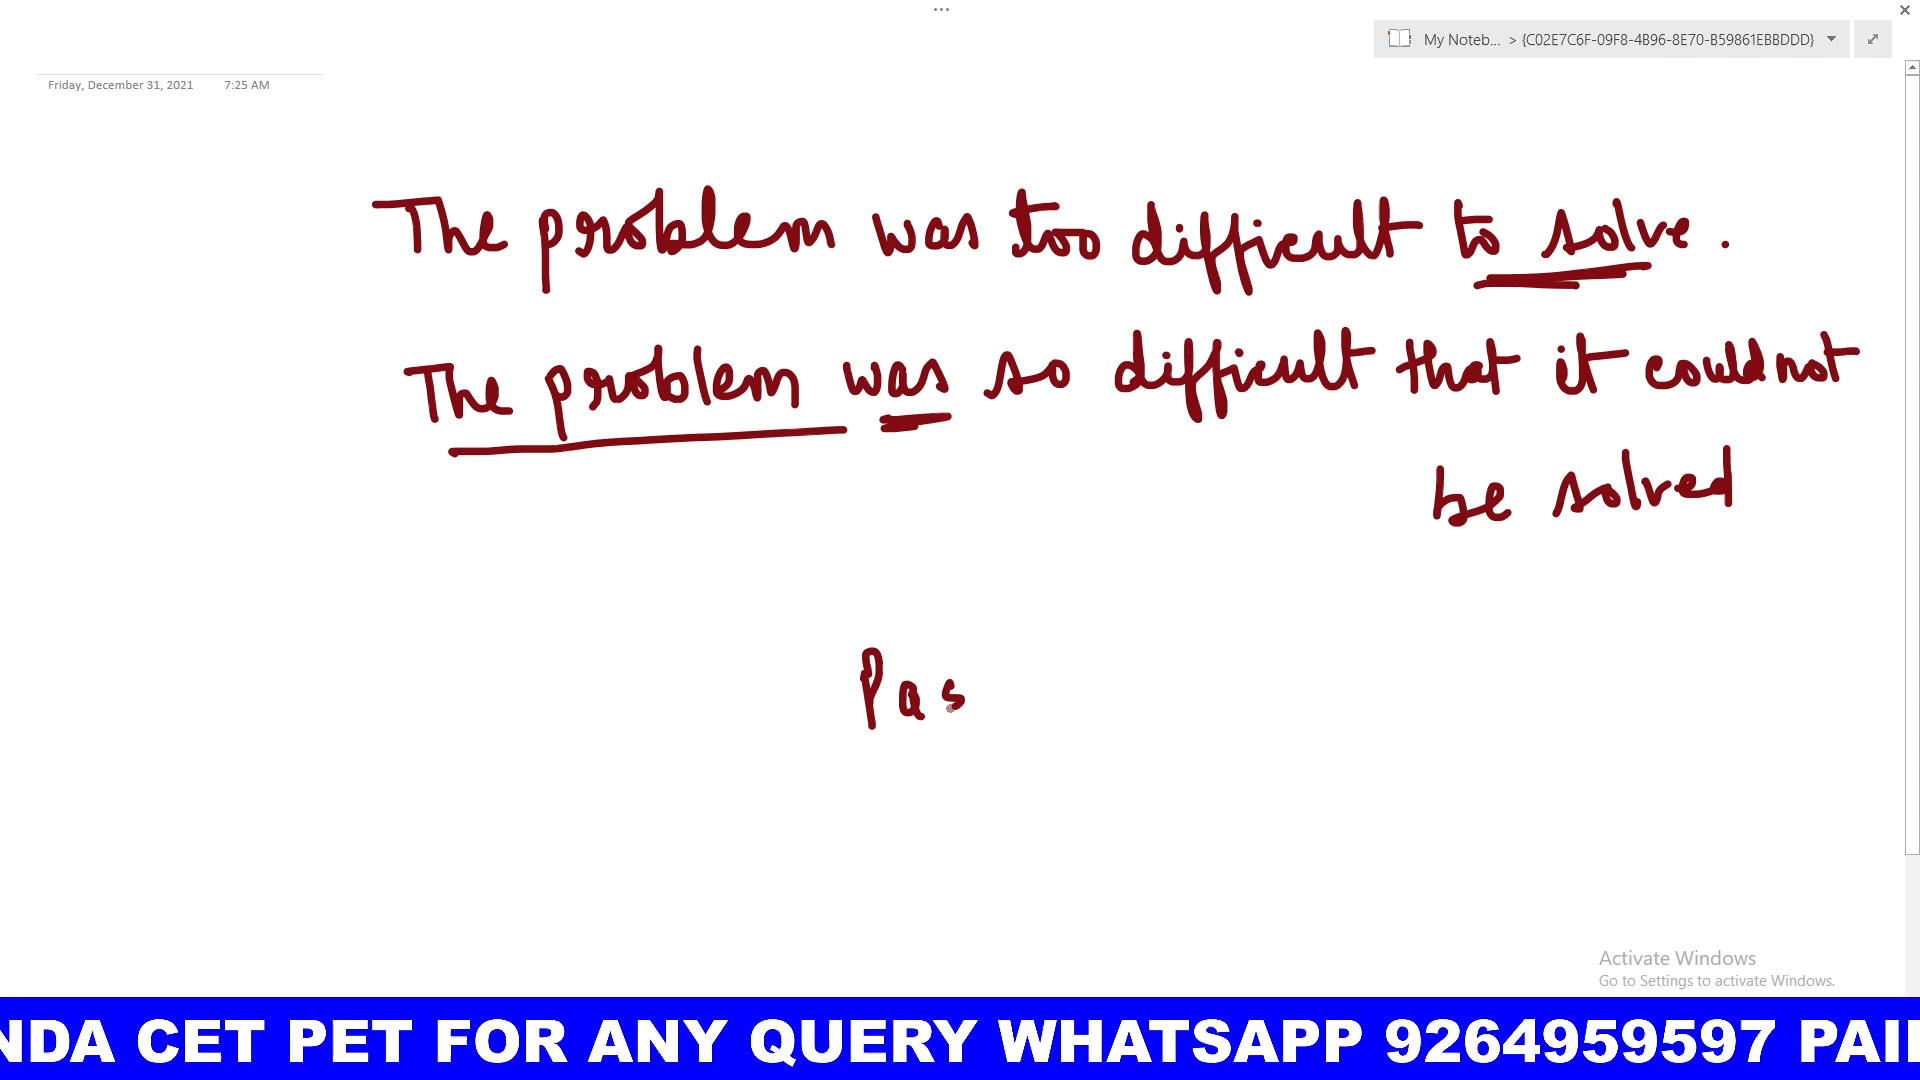 ...
My Noteb... > {C02E7C6F-09F8-4B96-8E70-B59861EBBDDD}
Friday, December 31, 2021 7:25 AM
The problem was too difficult to solve.
The problem was so difficult that it could not
be solved
Pas
Activate Windows
Go to Settings to activate Windows.
NDA CET PET FOR ANY QUERY WHATSAPP 9264959597 PAI